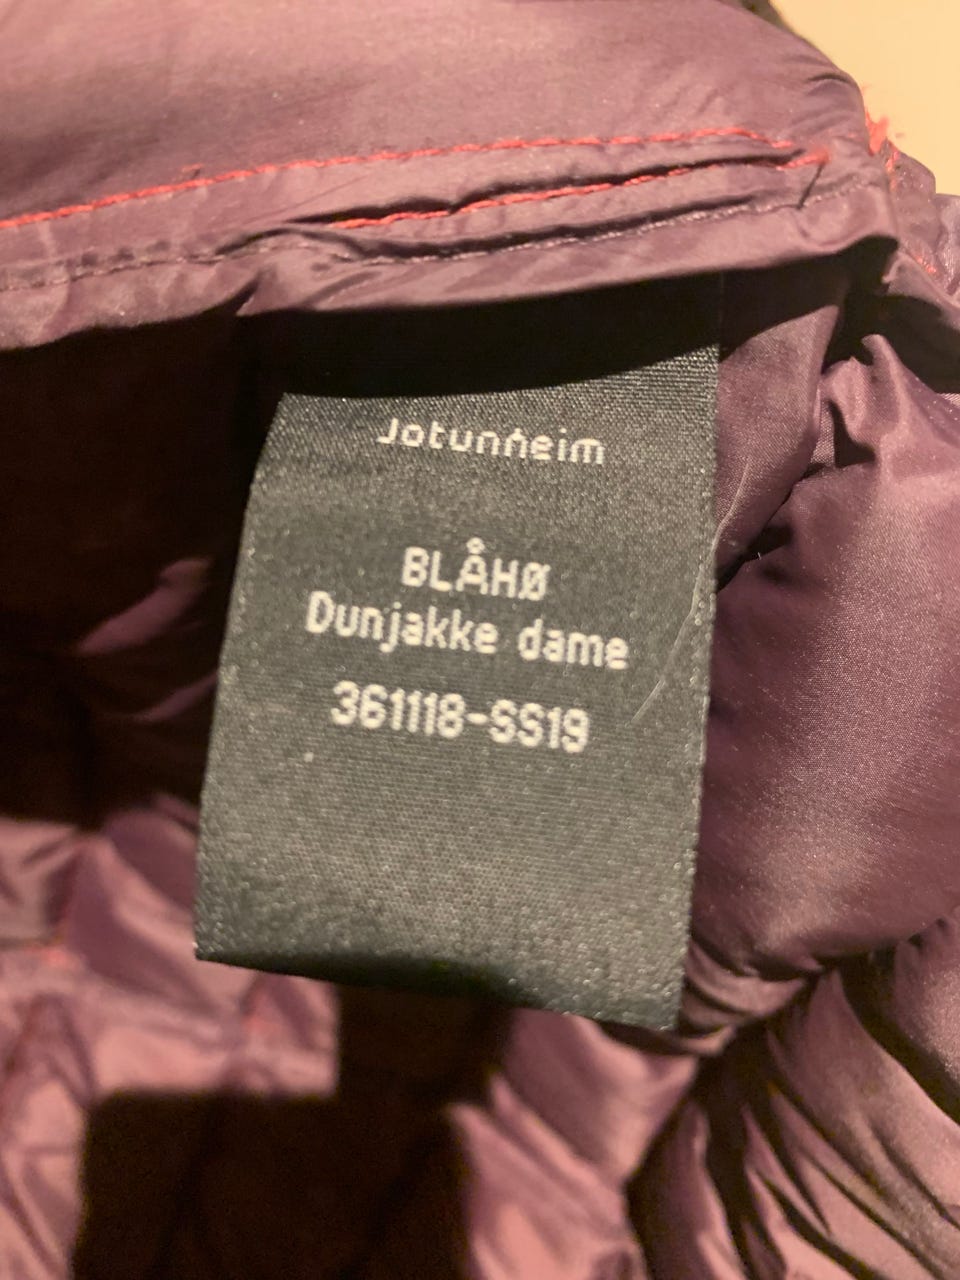 Jotunheim
BLÅHØ
Dunjakke dame
361118-SS19